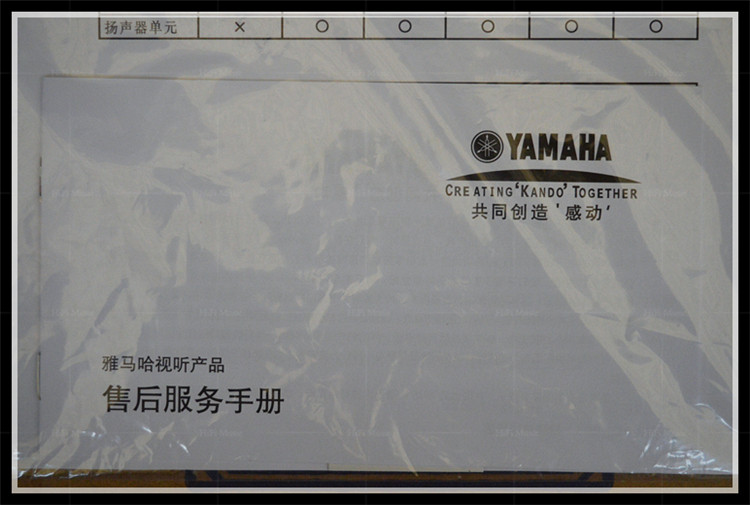 扬声器单元 × ○ ○ ○ ○ ○
YAMAHA
CREATING 'KANDO' TOGETHER
共同创造'感动'
雅马哈视听产品
售后服务手册